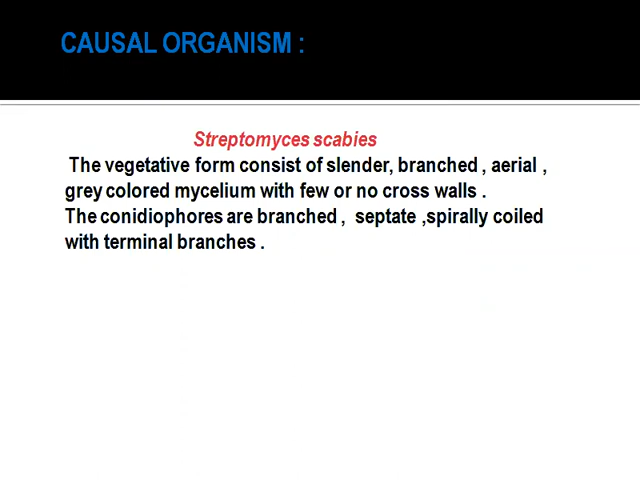 CAUSAL ORGANISM :
Streptomyces scabies
The vegetative form consist of slender, branched , aerial ,
grey colored mycelium with few or no cross walls .
The conidiophores are branched , septate ,spirally coiled
with terminal branches .